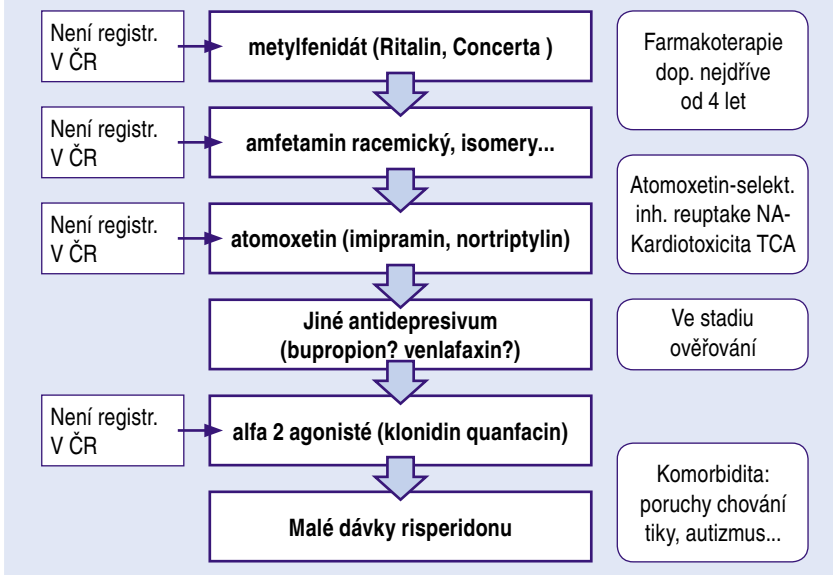 Není registr.
V ČR
metylfenidát (Ritalin, Concerta )
Farmakoterapie
dop. nejdříve
od 4 let
Není registr.
V ČR
amfetamin racemický, isomery...
Atomoxetin-selekt.
inh. reuptake NA-
Kardiotoxicita TCA
Není registr.
V ČR
atomoxetin (imipramin, nortriptylin)
Jiné antidepresivum
(bupropion? venlafaxin?)
Ve stadiu
ověřování
Není registr.
V ČR
alfa 2 agonisté (klonidin quanfacin)
Komorbidita:
poruchy chování
tiky, autizmus...
Malé dávky risperidonu